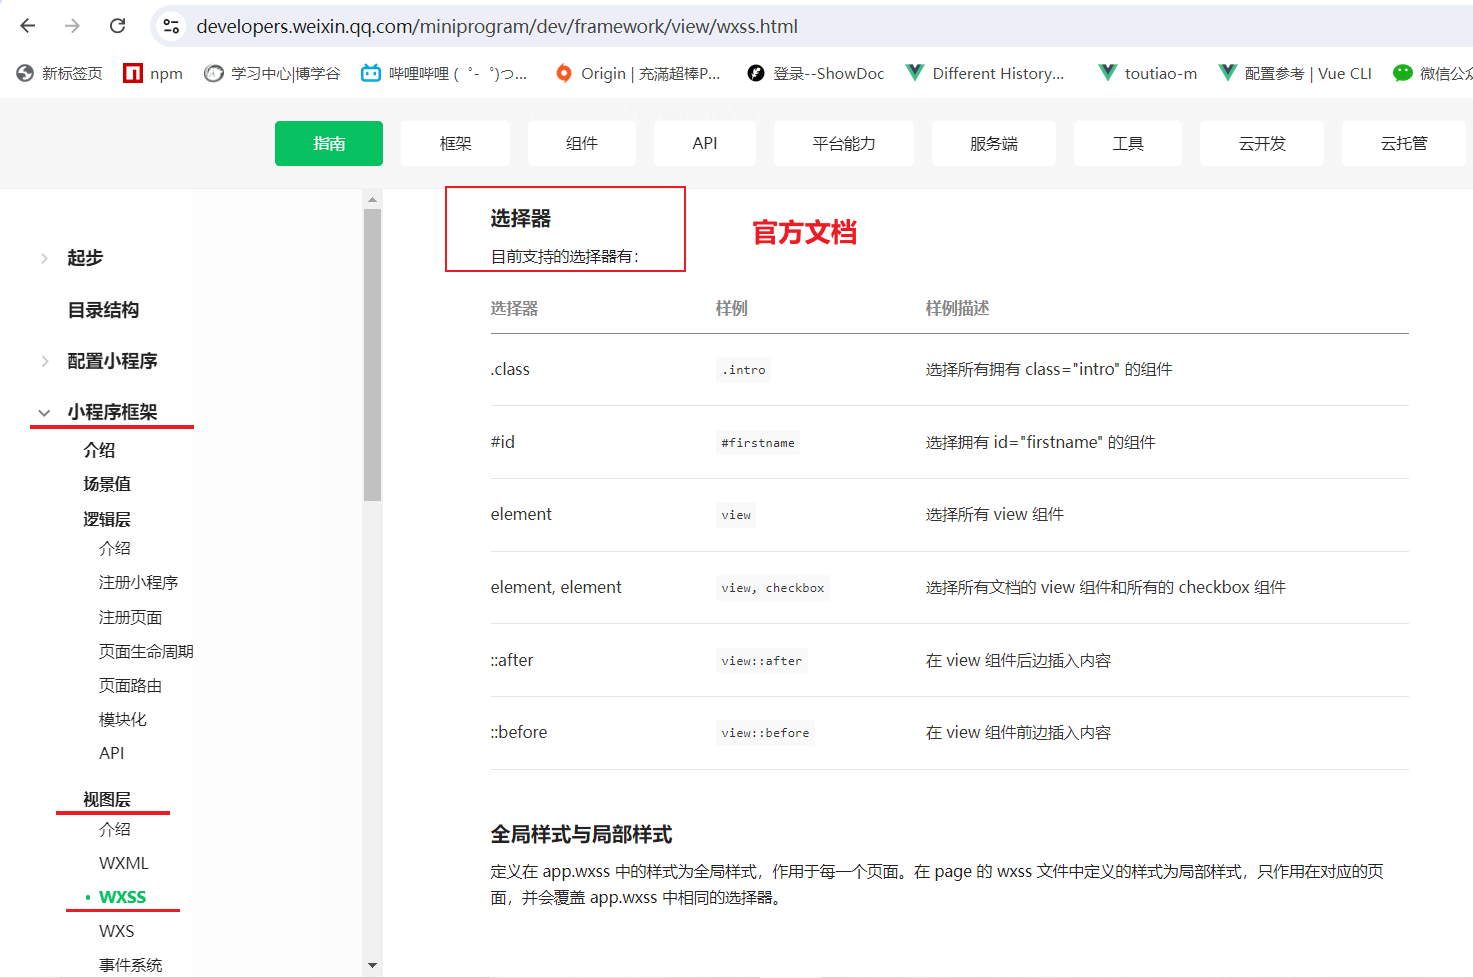 developers.weixin.qq.com/miniprogram/dev/framework/view/wxss.html
新标签页 npm 学习中心|博学谷 哔哩哔哩 ( ゜- ゜)つ... Origin | 充滿超棒P... 登录--ShowDoc Different History... toutiao-m 配置参考 | Vue CLI 微信公众
指南 框架 组件 API 平台能力 服务端 工具 云开发 云托管
起步
目录结构
配置小程序
小程序框架
介绍
场景值
逻辑层
介绍
注册小程序
注册页面
页面生命周期
页面路由
模块化
API
视图层
介绍
WXML
WXSS
WXS
事件系统
选择器
官方文档
目前支持的选择器有：
选择器 样例 样例描述
.class .intro 选择所有拥有 class="intro" 的组件
#id #firstname 选择拥有 id="firstname" 的组件
element view 选择所有 view 组件
element, element view, checkbox 选择所有文档的 view 组件和所有的 checkbox 组件
::after view::after 在 view 组件后边插入内容
::before view::before 在 view 组件前边插入内容
全局样式与局部样式
定义在 app.wxss 中的样式为全局样式，作用于每一个页面。在 page 的 wxss 文件中定义的样式为局部样式，只作用在对应的页
面，并会覆盖 app.wxss 中相同的选择器。